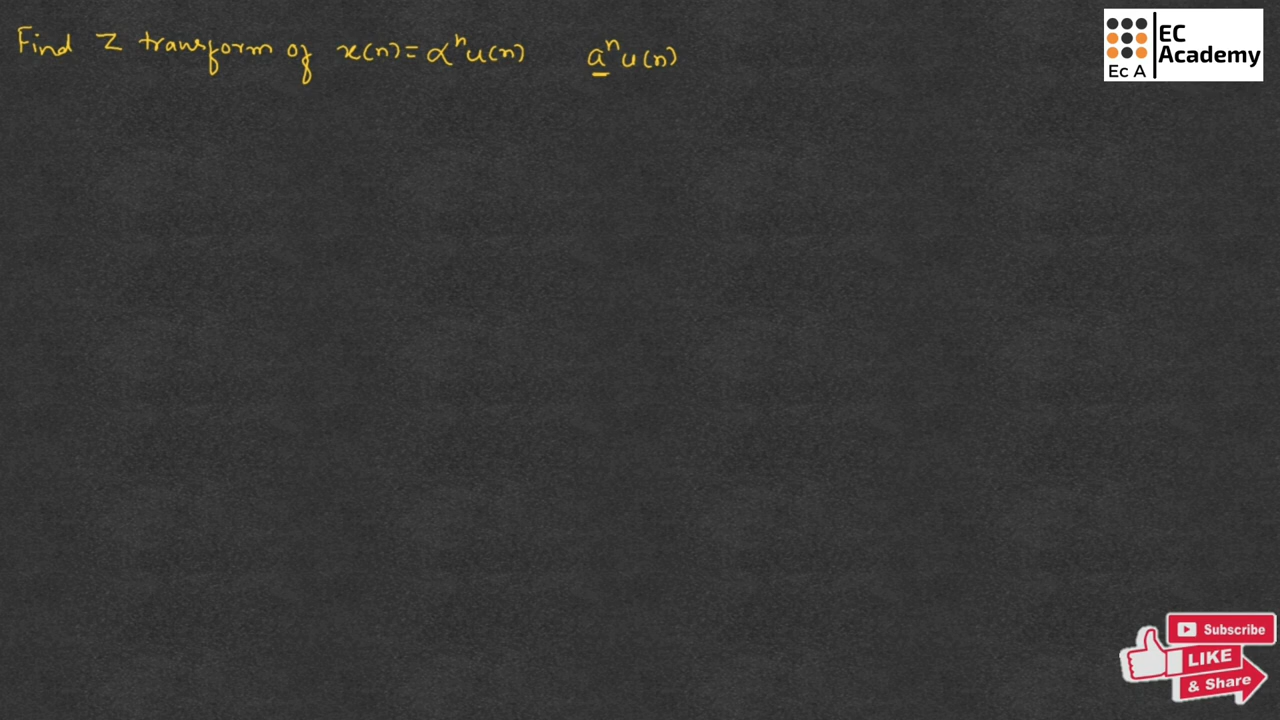 Find Z transform of x(n)=αⁿu(n) aⁿu(n)
EC
Academy
Ec A
Subscribe
LIKE
& Share